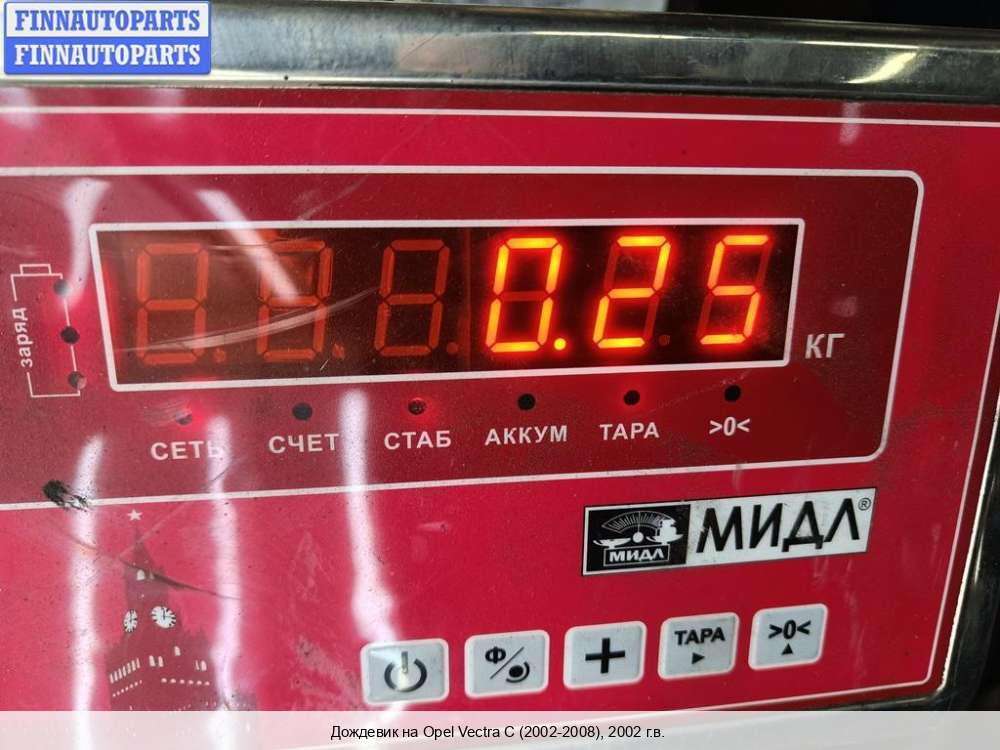 FINNAUTOPARTS
FINNAUTOPARTS
заряд
0.25
КГ
СЕТЬ СЧЕТ СТАБ АККУМ ТАРА >0<
МИДЛ МИДЛ®
Ф ТАРА >0<
Дождевик на Opel Vectra C (2002-2008), 2002 г.в.